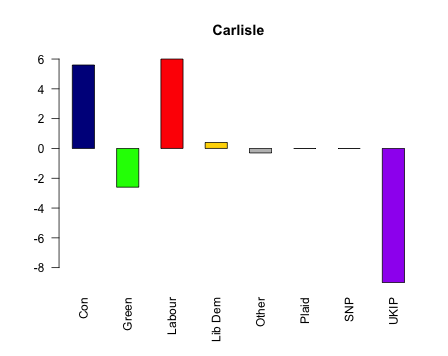 Carlisle
6
4
2
0
-2
-4
-6
-8
Con
Green
Labour
Lib Dem
Other
Plaid
SNP
UKIP